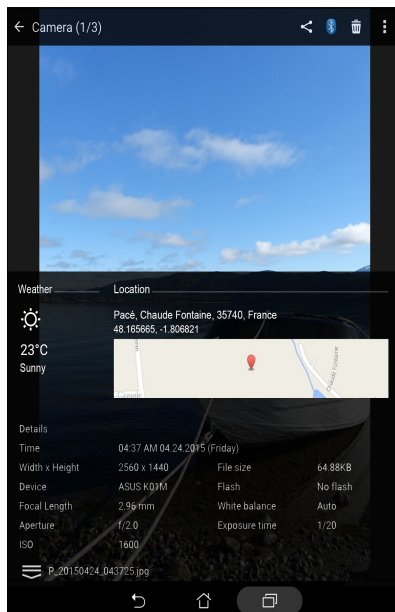 Camera (1/3)
Weather Location
Pacé, Chaude Fontaine, 35740, France
48.165665, -1.806821
23°C
Sunny
Chaude Fontaine
Google
Details
Time 04:37 AM 04.24.2015 (Friday)
Width x Height 2560 x 1440 File size 64.88KB
Device ASUS K01M Flash No flash
Focal Length 2.96 mm White balance Auto
Aperture f/2.0 Exposure time 1/20
ISO 1600
P_20150424_043725.jpg